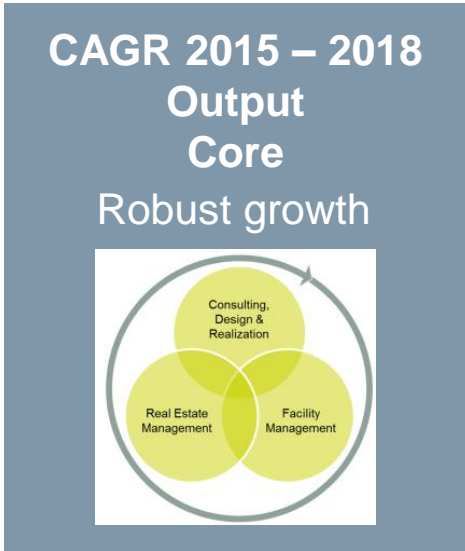 CAGR 2015 – 2018
Output
Core
Robust growth
Consulting,
Design &
Realization
Real Estate
Management
Facility
Management